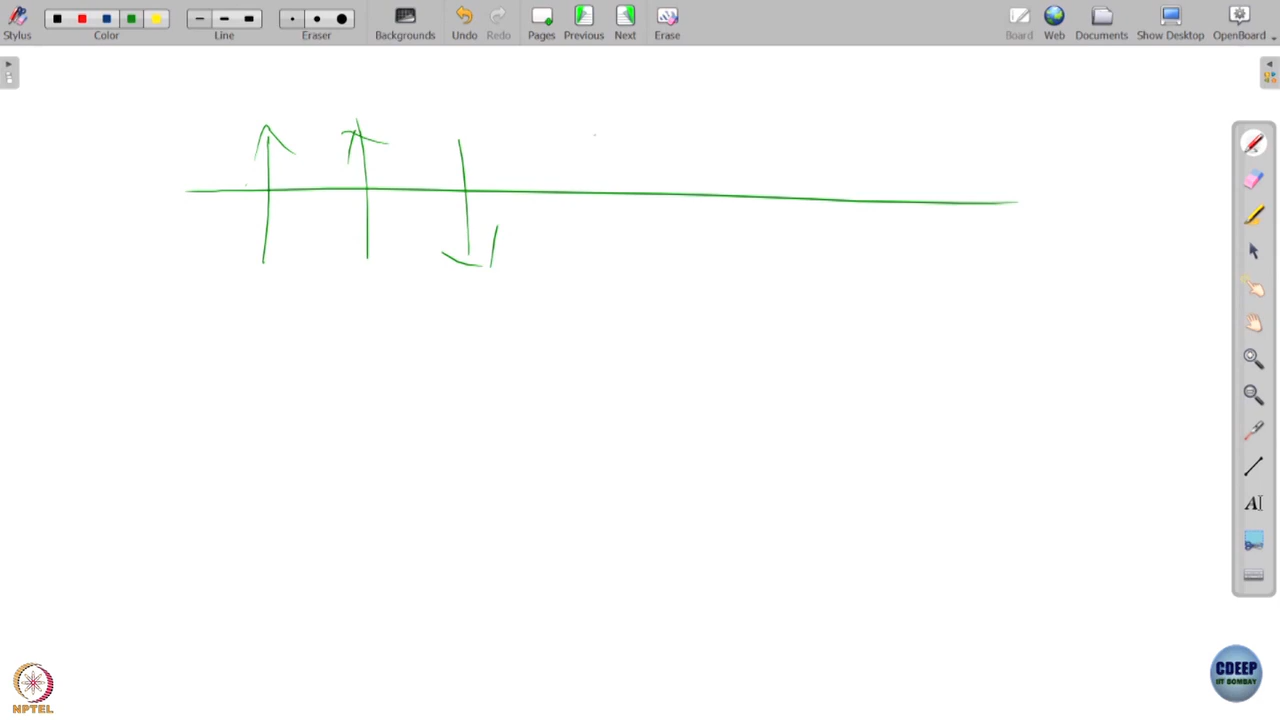 Stylus Color Line Eraser Backgrounds Undo Redo Pages Previous Next Erase Board Web Documents Show Desktop OpenBoard
A
NPTEL
CDEEP
IIT BOMBAY